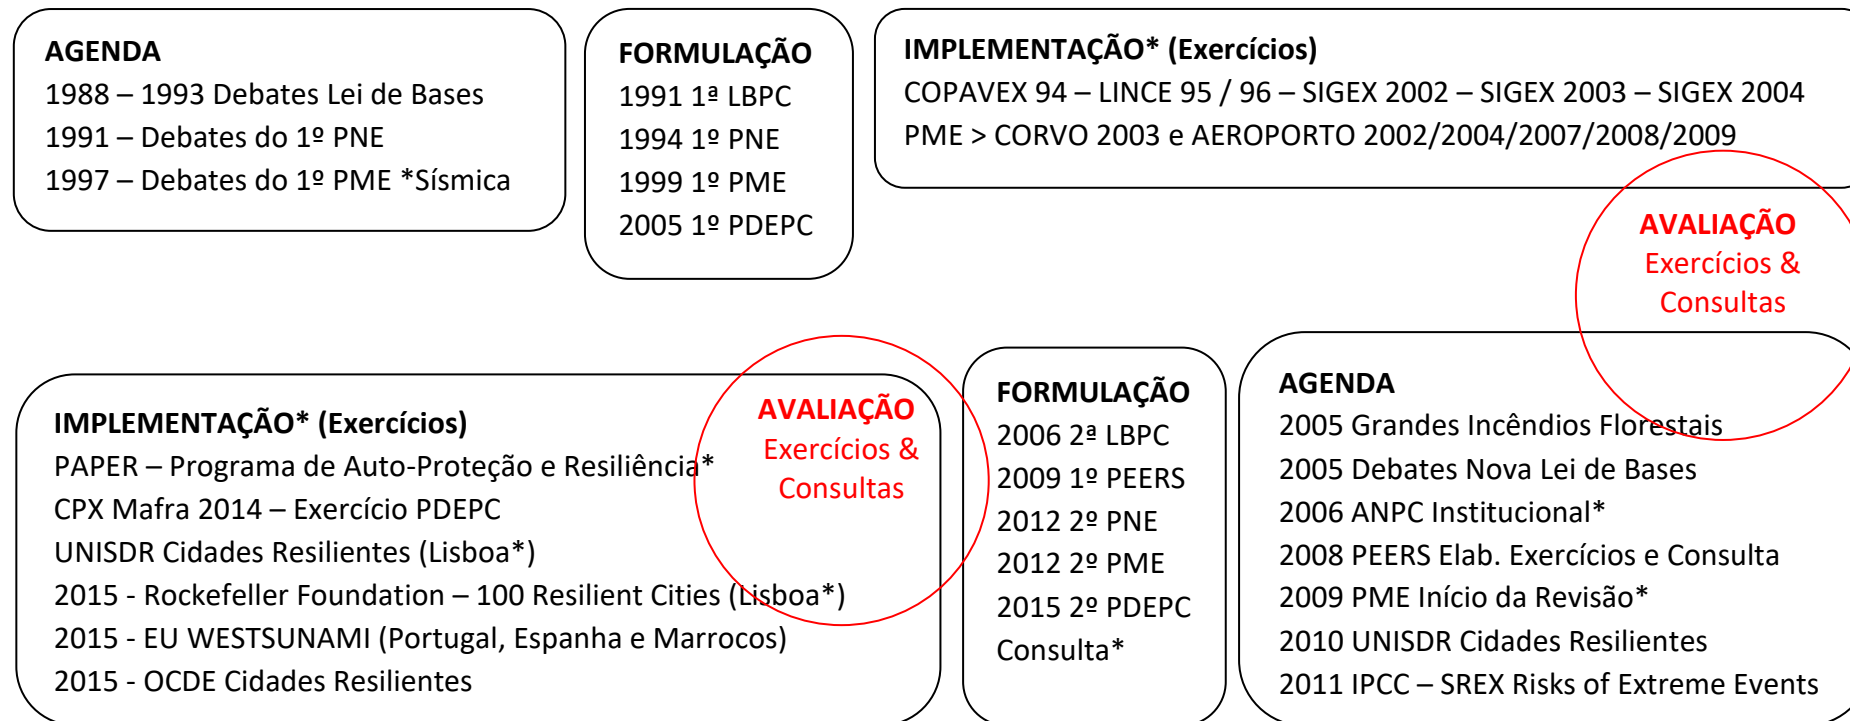 AGENDA
1988 – 1993 Debates Lei de Bases
1991 – Debates do 1º PNE
1997 – Debates do 1º PME *Sísmica
FORMULAÇÃO
1991 1ª LBPC
1994 1º PNE
1999 1º PME
2005 1º PDEPC
IMPLEMENTAÇÃO* (Exercícios)
COPAVEX 94 – LINCE 95 / 96 – SIGEX 2002 – SIGEX 2003 – SIGEX 2004
PME > CORVO 2003 e AEROPORTO 2002/2004/2007/2008/2009
AVALIAÇÃO
Exercícios &
Consultas
IMPLEMENTAÇÃO* (Exercícios)
PAPER – Programa de Auto-Proteção e Resiliência*
CPX Mafra 2014 – Exercício PDEPC
UNISDR Cidades Resilientes (Lisboa*)
2015 - Rockefeller Foundation – 100 Resilient Cities (Lisboa*)
2015 - EU WESTSUNAMI (Portugal, Espanha e Marrocos)
2015 - OCDE Cidades Resilientes
AVALIAÇÃO
Exercícios &
Consultas
FORMULAÇÃO
2006 2ª LBPC
2009 1º PEERS
2012 2º PNE
2012 2º PME
2015 2º PDEPC
Consulta*
AGENDA
2005 Grandes Incêndios Florestais
2005 Debates Nova Lei de Bases
2006 ANPC Institucional*
2008 PEERS Elab. Exercícios e Consulta
2009 PME Início da Revisão*
2010 UNISDR Cidades Resilientes
2011 IPCC – SREX Risks of Extreme Events